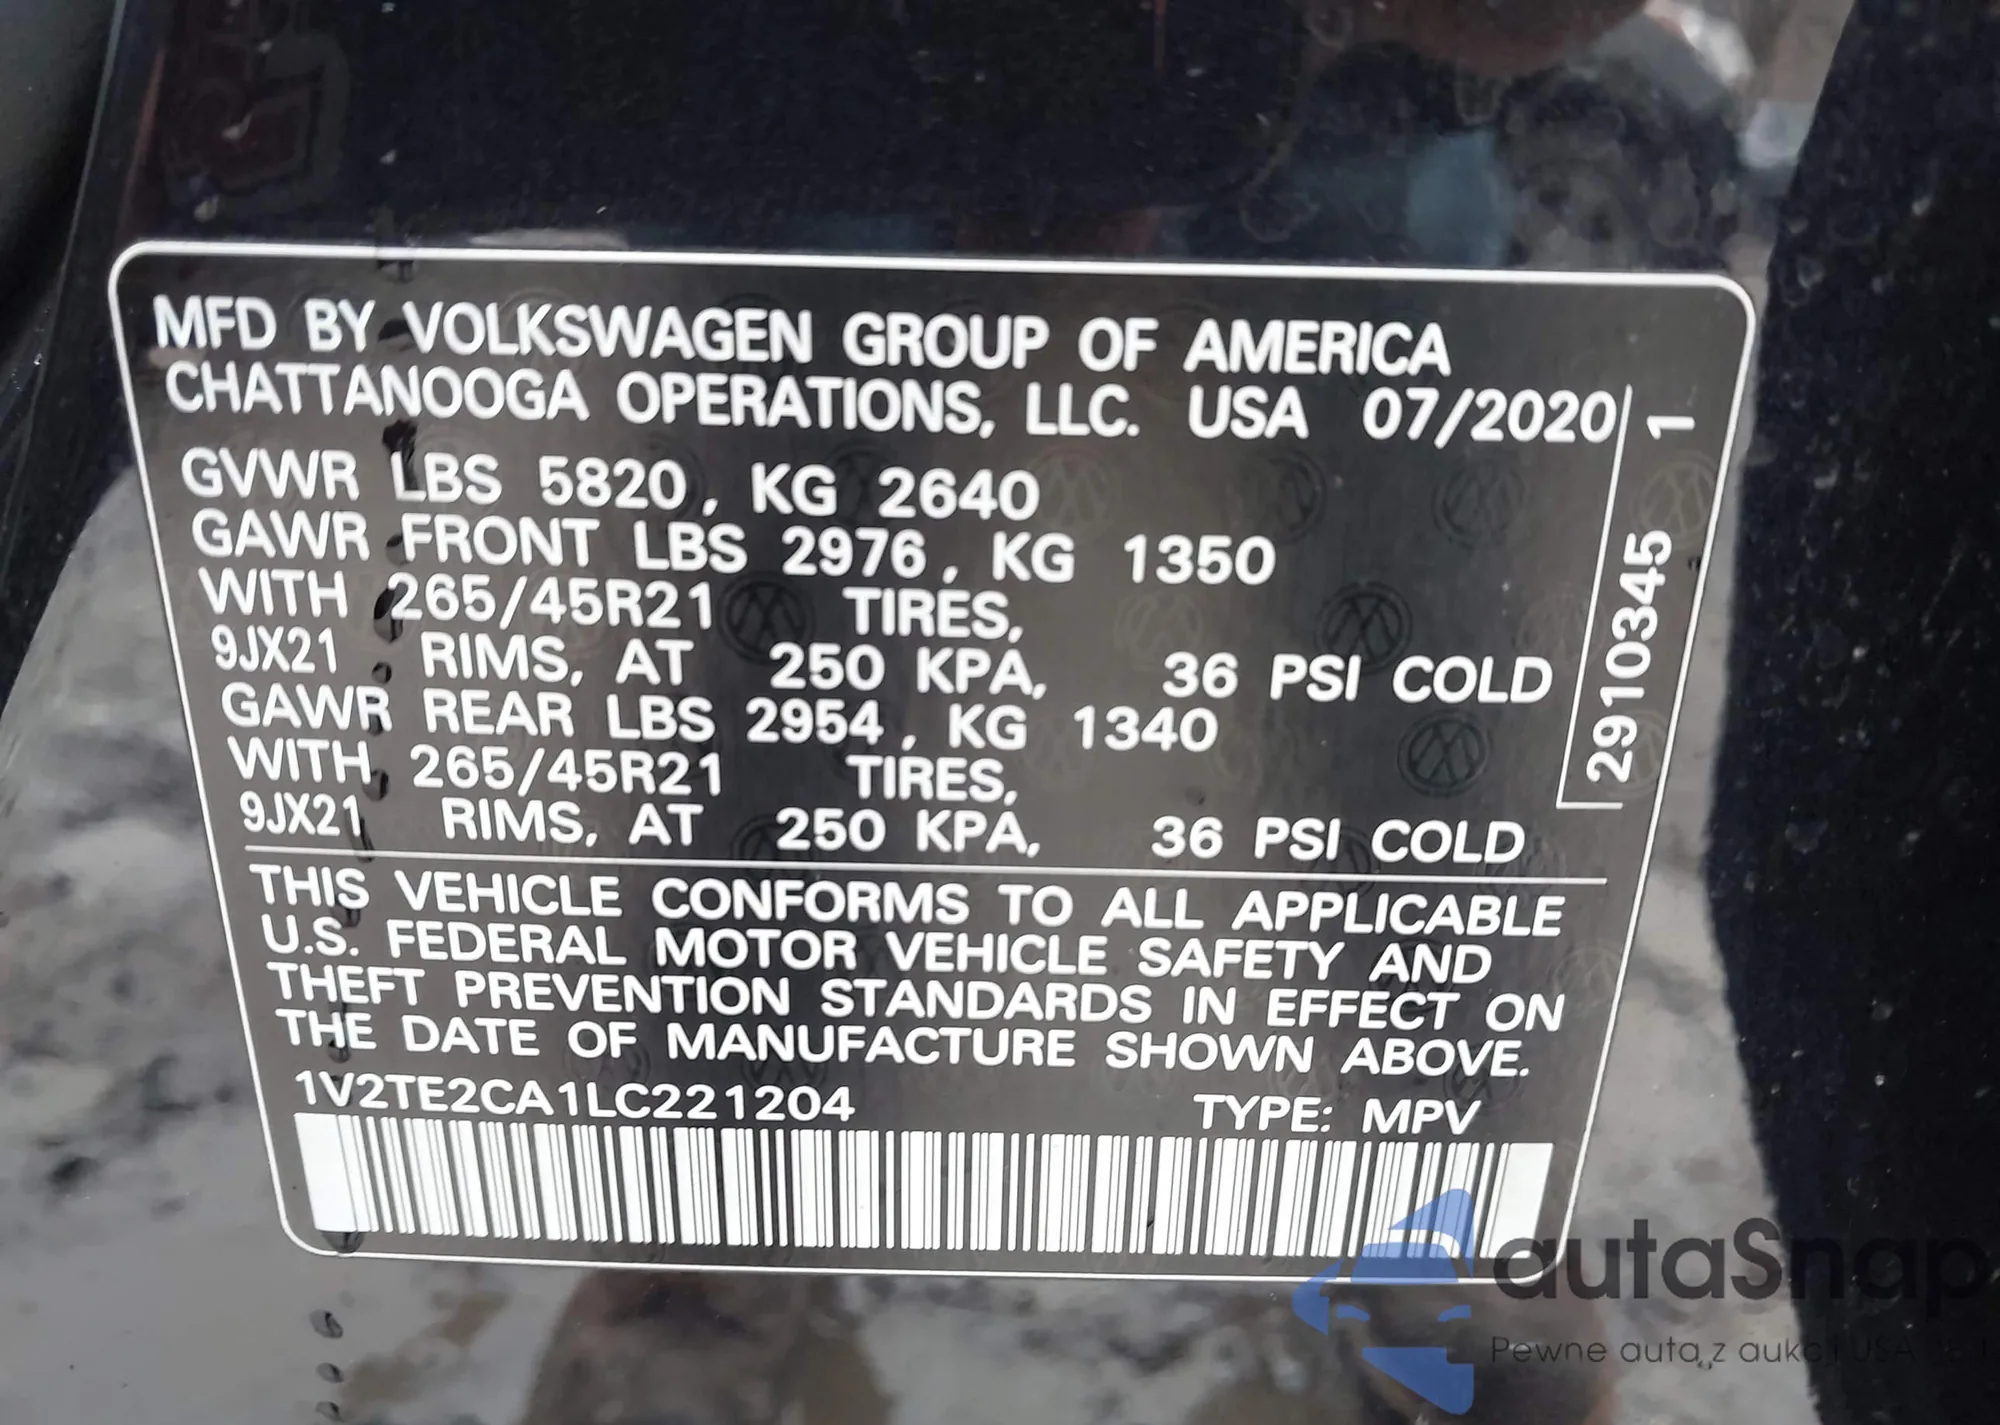 MFD BY VOLKSWAGEN GROUP OF AMERICA
CHATTANOOGA OPERATIONS, LLC. USA 07/2020
GVWR LBS 5820, KG 2640
GAWR FRONT LBS 2976, KG 1350
WITH 265/45R21 TIRES,
9JX21 RIMS, AT 250 KPA, 36 PSI COLD
GAWR REAR LBS 2954, KG 1340
WITH 265/45R21 TIRES,
9JX21 RIMS, AT 250 KPA, 36 PSI COLD
2910345 1
THIS VEHICLE CONFORMS TO ALL APPLICABLE
U.S. FEDERAL MOTOR VEHICLE SAFETY AND
THEFT PREVENTION STANDARDS IN EFFECT ON
THE DATE OF MANUFACTURE SHOWN ABOVE.
1V2TE2CA1LC221204 TYPE: MPV
autaSnap
Pewne auta z aukcji USA